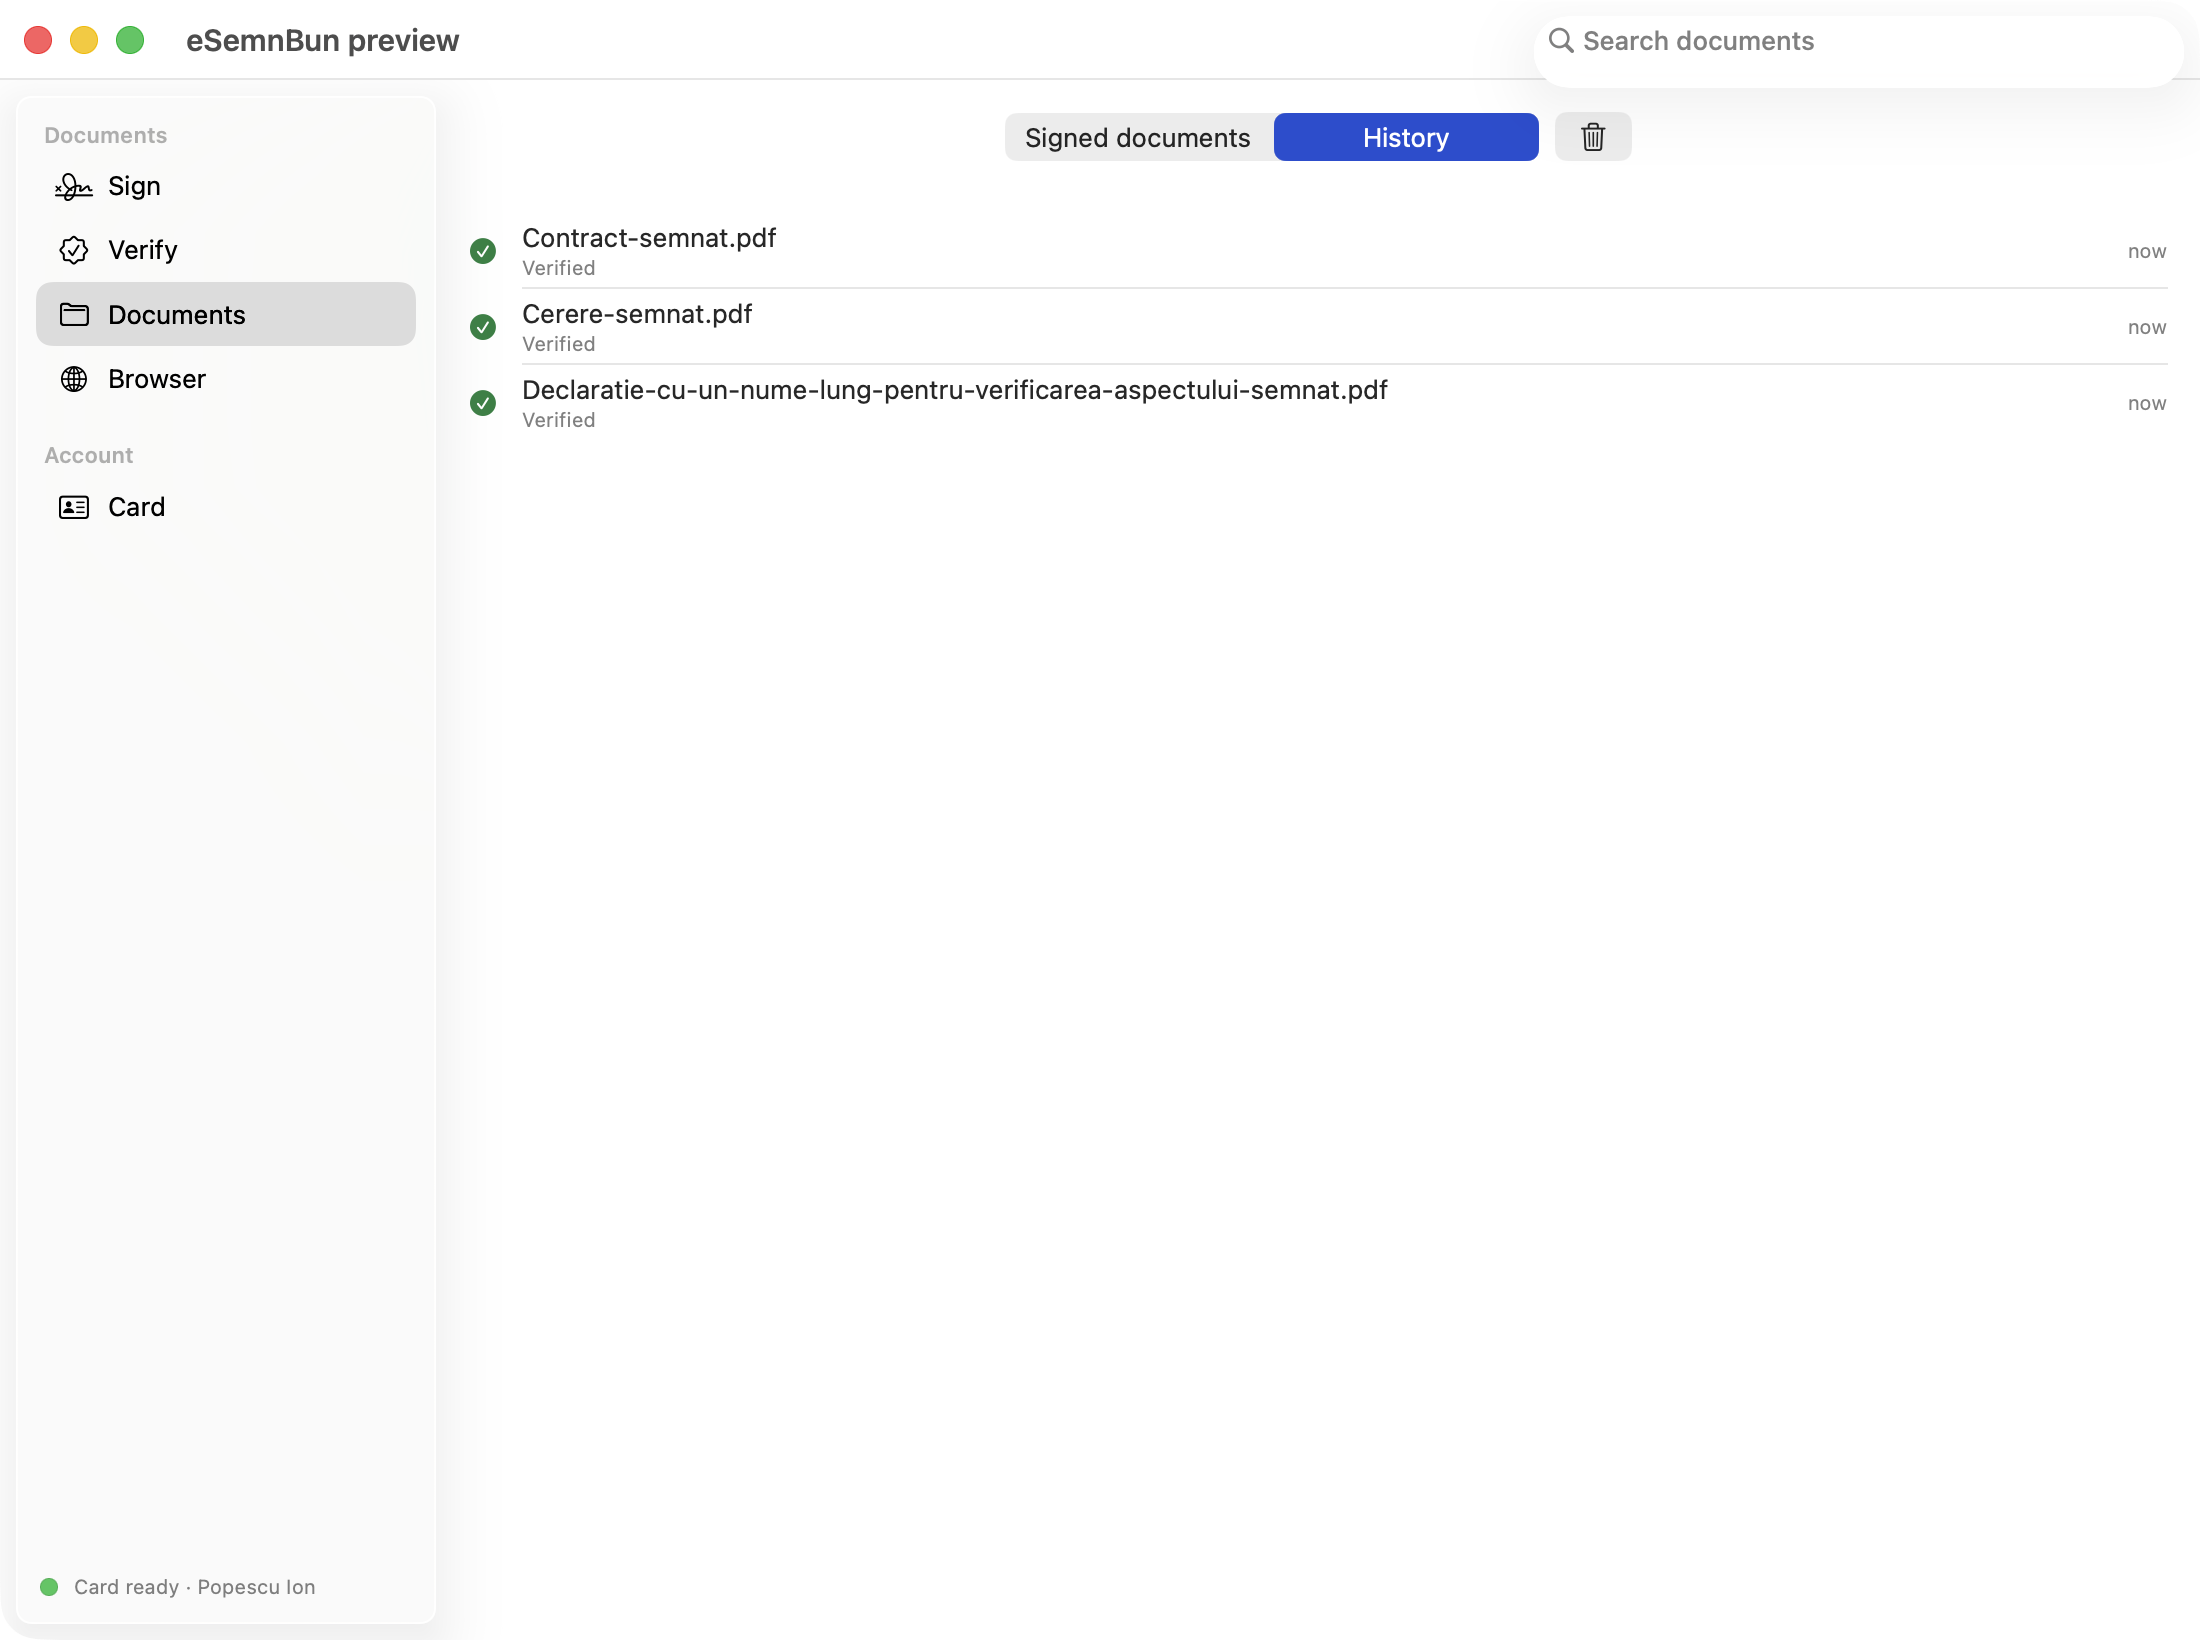 eSemnBun preview
Search documents
Documents
Sign
Verify
Documents
Browser
Account
Card
Card ready · Popescu Ion
Signed documents
History
Contract-semnat.pdf
Verified
now
Cerere-semnat.pdf
Verified
now
Declaratie-cu-un-nume-lung-pentru-verificarea-aspectului-semnat.pdf
Verified
now